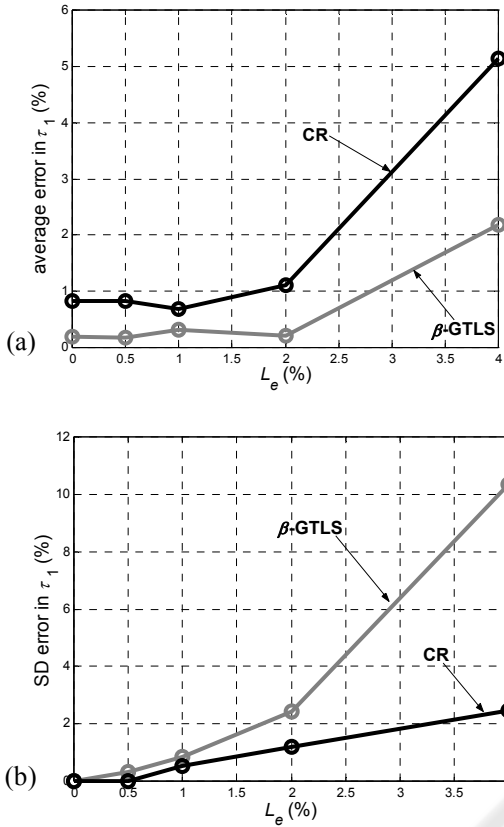 6
5
4
3
2
1
0
average error in τ₁ (%)
CR
β-GTLS
(a)
0 0.5 1 1.5 2 2.5 3 3.5 4
Lₑ (%)
12
10
8
6
4
2
0
SD error in τ₁ (%)
β-GTLS
CR
(b)
0 0.5 1 1.5 2 2.5 3 3.5
Lₑ (%)